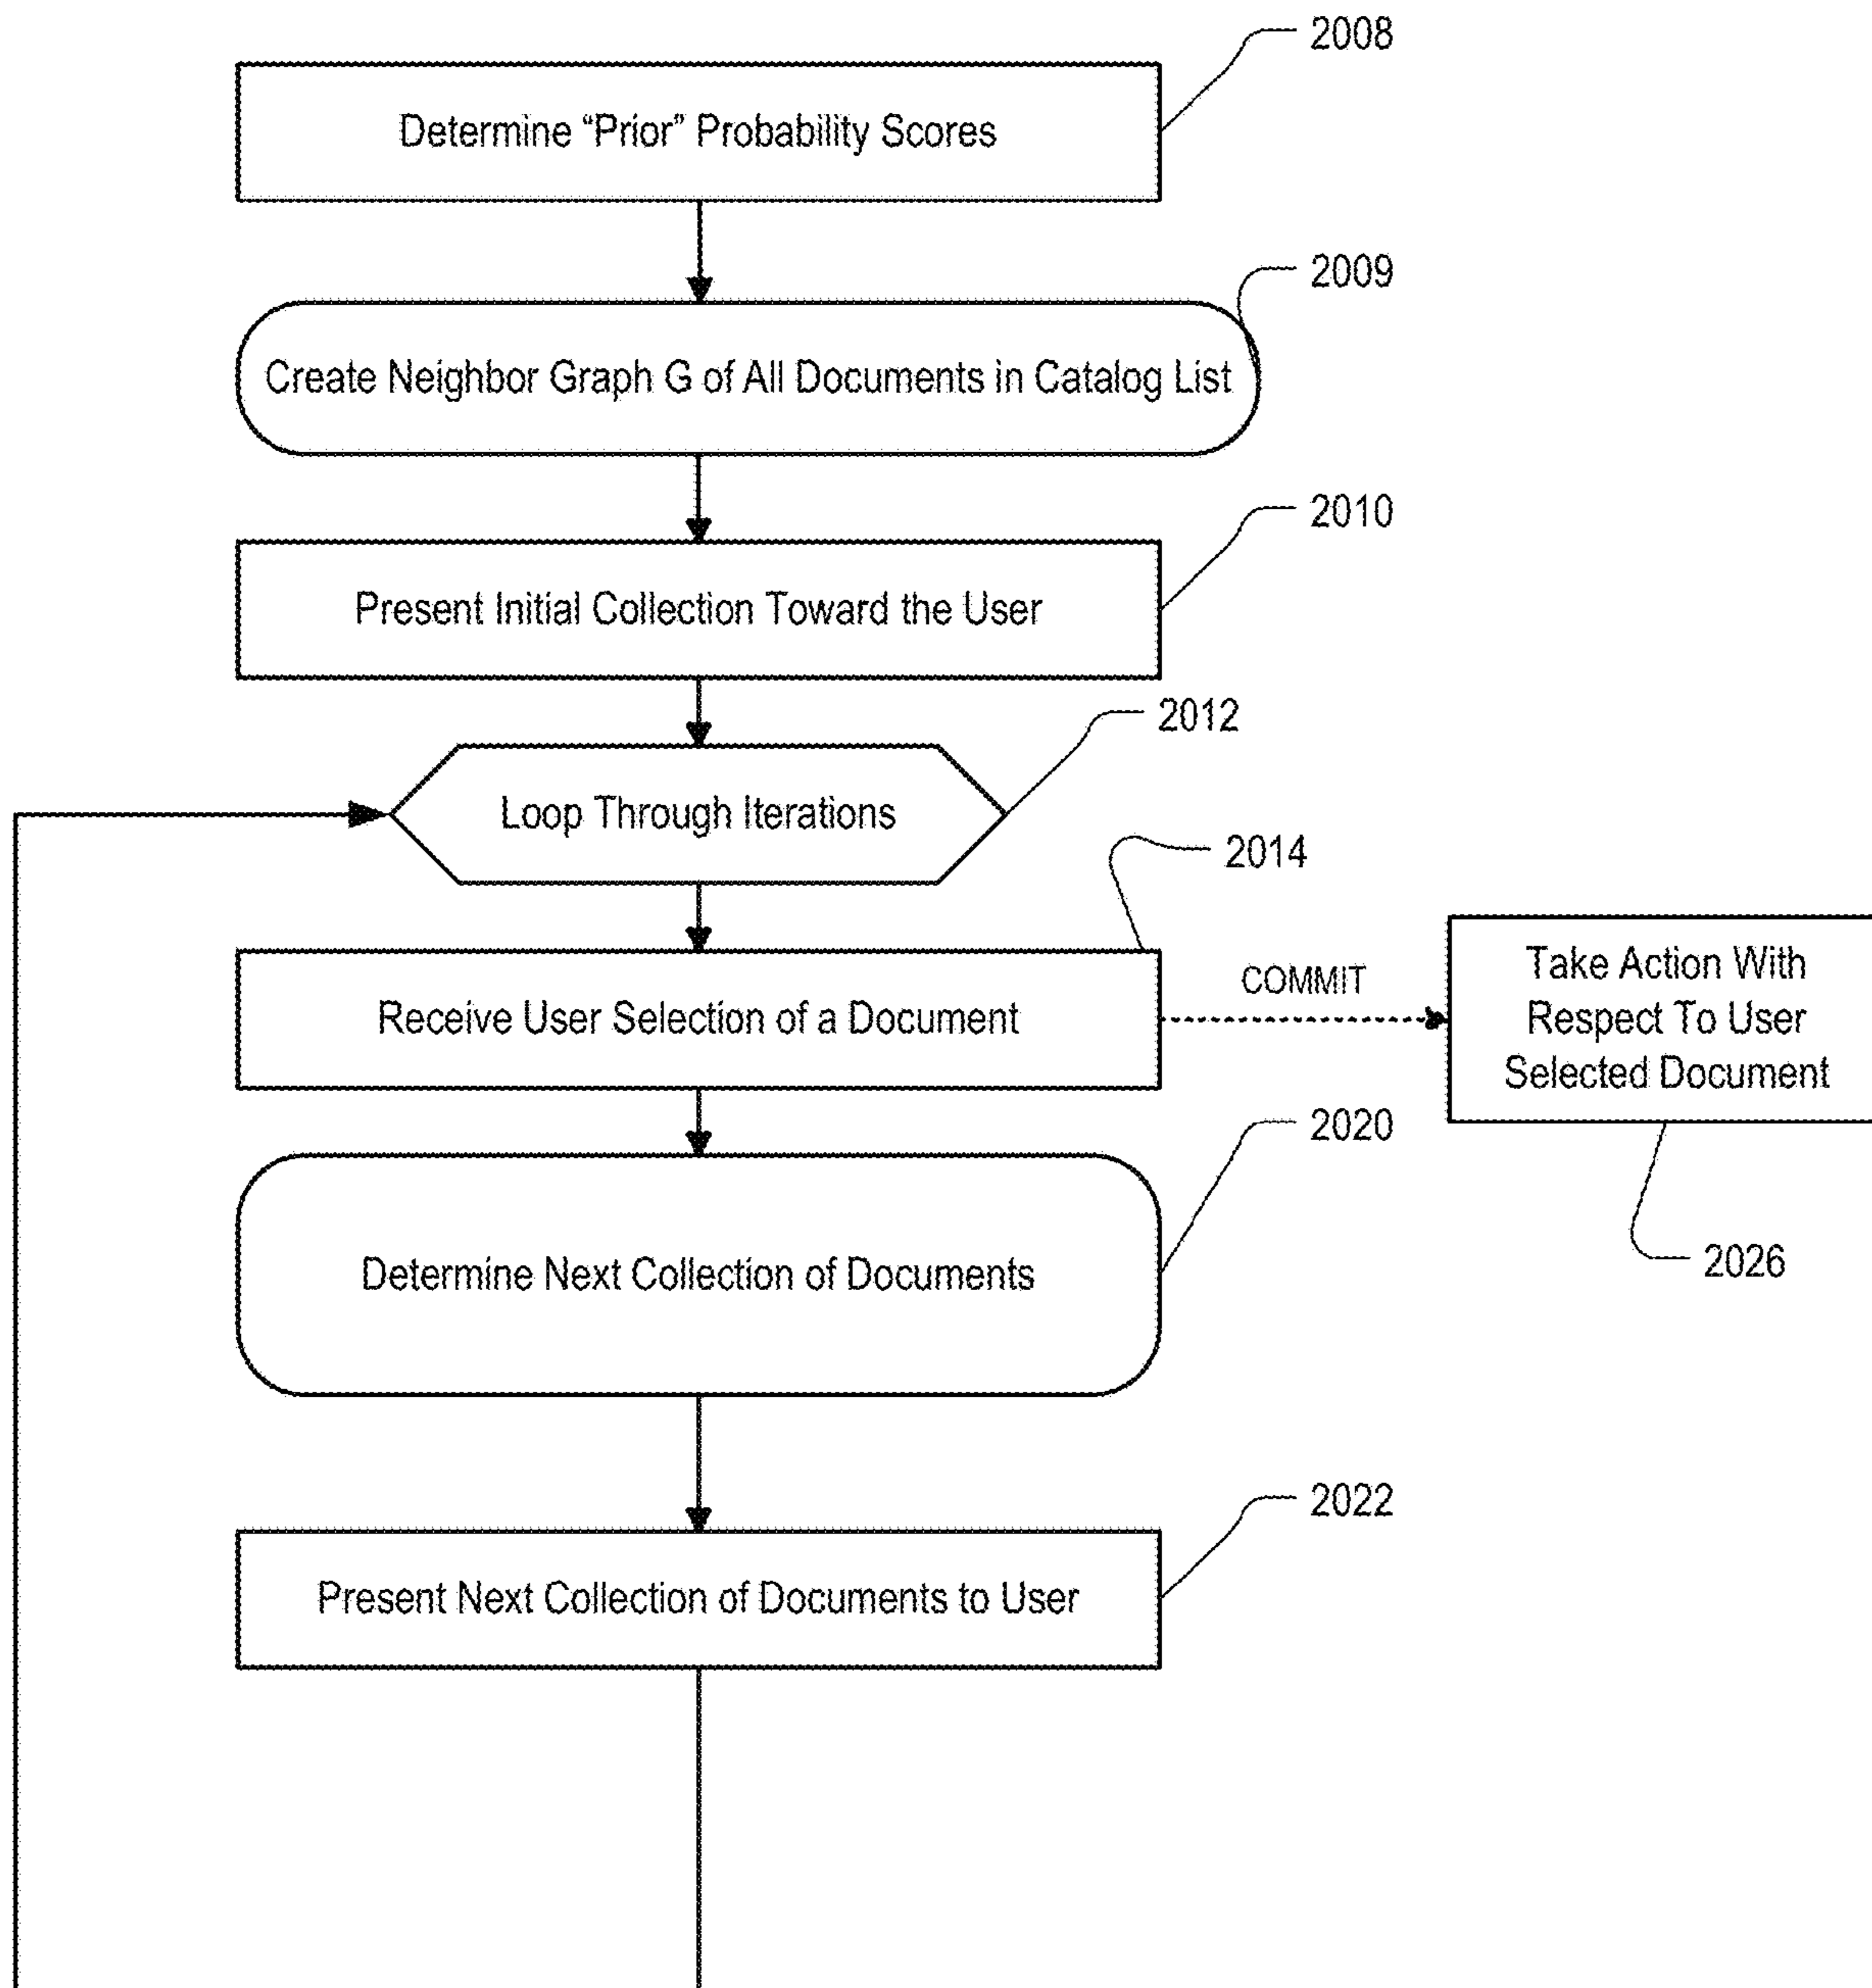 2008
Determine “Prior” Probability Scores
2009
Create Neighbor Graph G of All Documents in Catalog List
2010
Present Initial Collection Toward the User
2012
Loop Through Iterations
2014
Receive User Selection of a Document
COMMIT
Take Action With
Respect To User
Selected Document
2020
Determine Next Collection of Documents
2026
2022
Present Next Collection of Documents to User